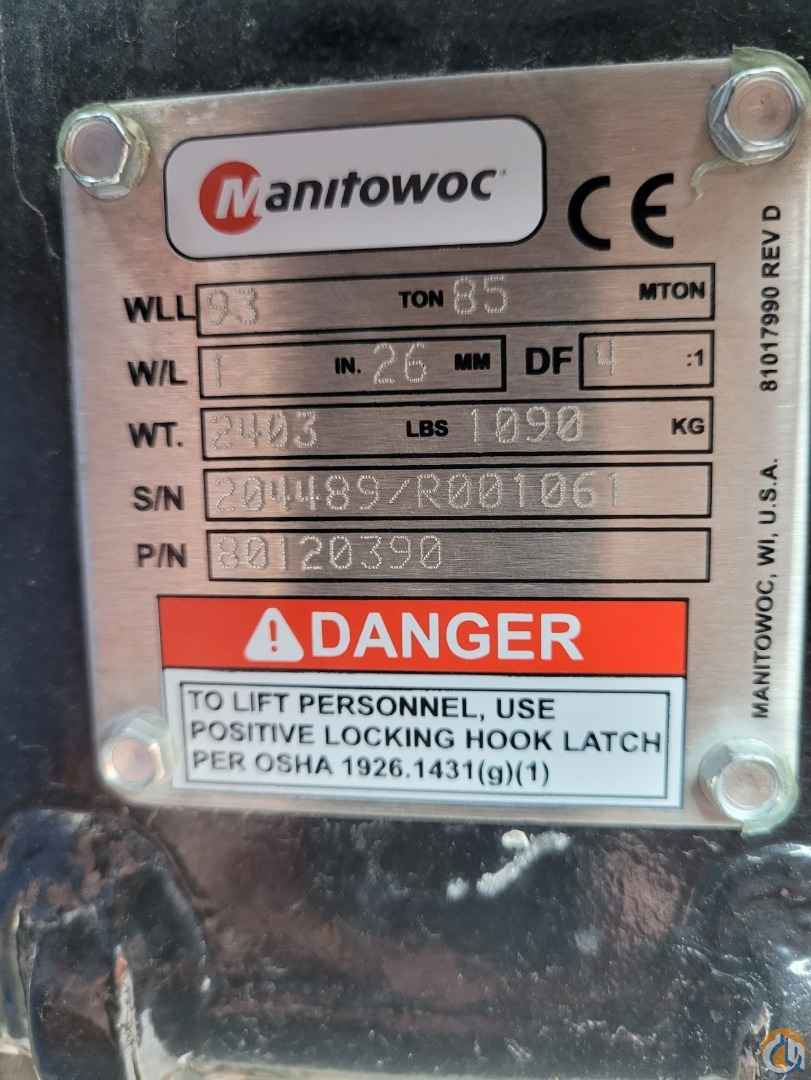 Manitowoc
CE
WLL 93 TON 85 MTON
W/L 1 IN. 26 MM DF 4 :1
WT. 2403 LBS 1090 KG
S/N 204489/R001061
P/N 80120390
DANGER
TO LIFT PERSONNEL, USE
POSITIVE LOCKING HOOK LATCH
PER OSHA 1926.1431(g)(1)
MANITOWOC, WI, U.S.A. 81017990 REV D